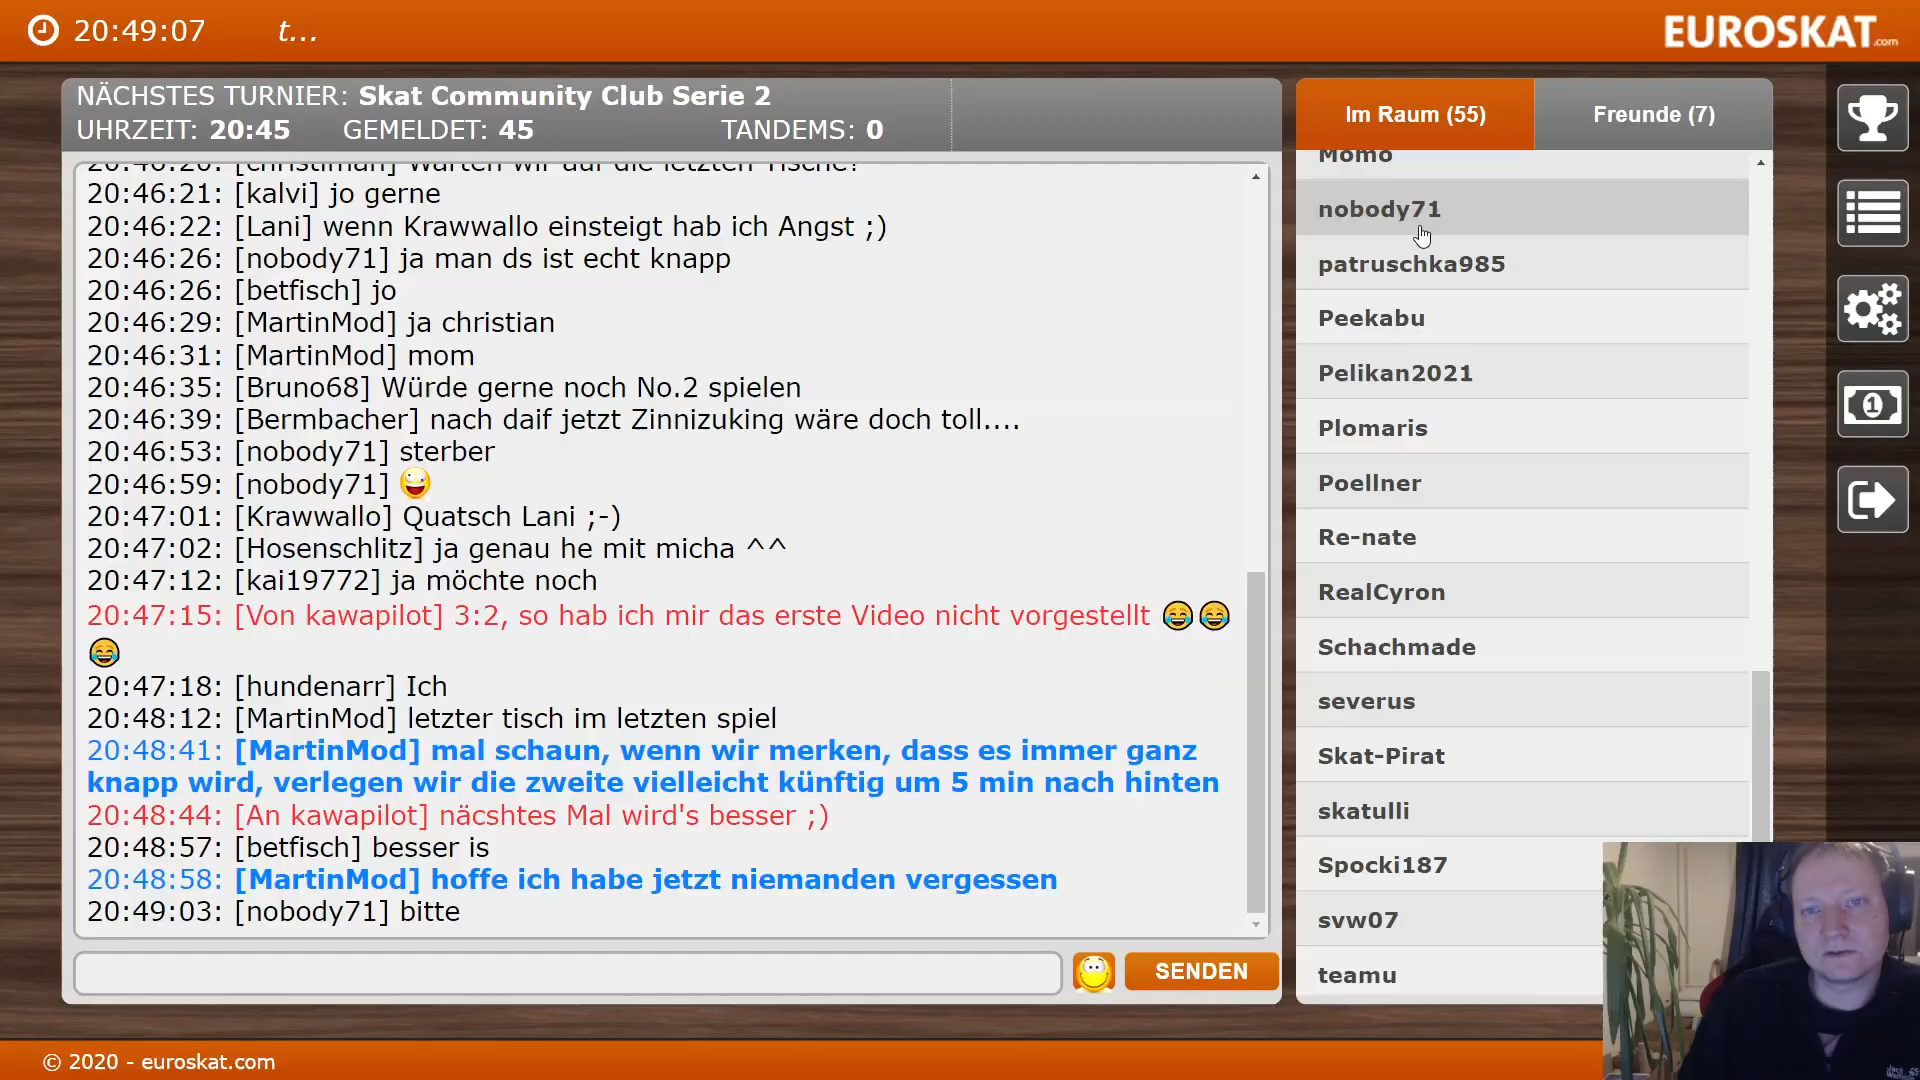 20:49:07 t...
EUROSKAT.com
NÄCHSTES TURNIER: Skat Community Club Serie 2
UHRZEIT: 20:45 GEMELDET: 45 TANDEMS: 0
20:46:20: [christiman] Warten wir auf die letzten Tische?
20:46:21: [kalvi] jo gerne
20:46:22: [Lani] wenn Krawwallo einsteigt hab ich Angst ;)
20:46:26: [nobody71] ja man ds ist echt knapp
20:46:26: [betfisch] jo
20:46:29: [MartinMod] ja christian
20:46:31: [MartinMod] mom
20:46:35: [Bruno68] Würde gerne noch No.2 spielen
20:46:39: [Bermbacher] nach daif jetzt Zinnizuking wäre doch toll....
20:46:53: [nobody71] sterber
20:46:59: [nobody71]
20:47:01: [Krawwallo] Quatsch Lani ;-)
20:47:02: [Hosenschlitz] ja genau he mit micha ^^
20:47:12: [kai19772] ja möchte noch
20:47:15: [Von kawapilot] 3:2, so hab ich mir das erste Video nicht vorgestellt 😂😂
😂
20:47:18: [hundenarr] Ich
20:48:12: [MartinMod] letzter tisch im letzten spiel
20:48:41: [MartinMod] mal schaun, wenn wir merken, dass es immer ganz
knapp wird, verlegen wir die zweite vielleicht künftig um 5 min nach hinten
20:48:44: [An kawapilot] näcshtes Mal wird's besser ;)
20:48:57: [betfisch] besser is
20:48:58: [MartinMod] hoffe ich habe jetzt niemanden vergessen
20:49:03: [nobody71] bitte
SENDEN
Im Raum (55)
Freunde (7)
Momo
nobody71
patruschka985
Peekabu
Pelikan2021
Plomaris
Poellner
Re-nate
RealCyron
Schachmade
severus
Skat-Pirat
skatulli
Spocki187
svw07
teamu
1
© 2020 - euroskat.com